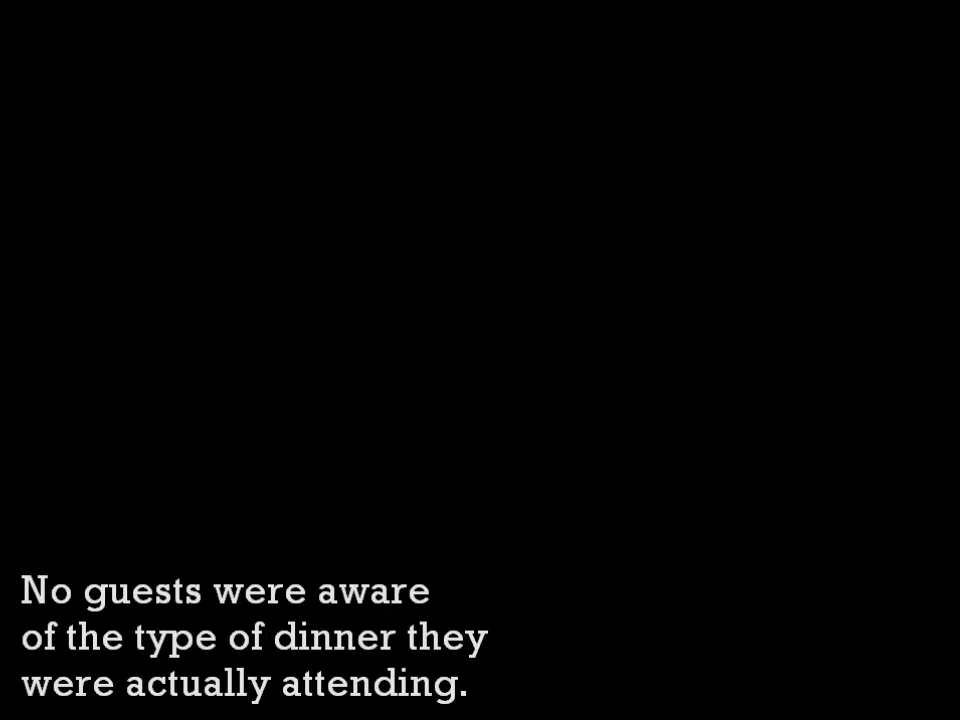 No guests were aware
of the type of dinner they
were actually attending.